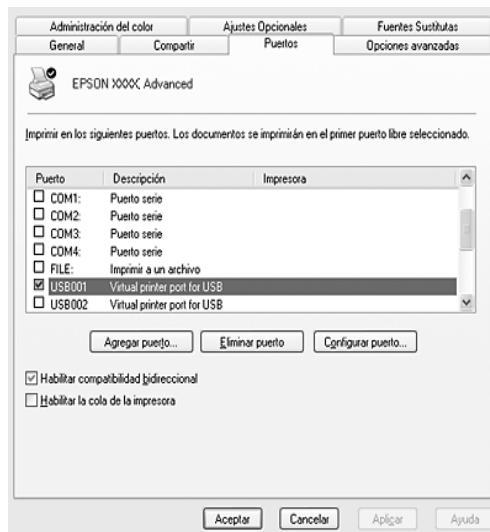 Administración del color Ajustes Opcionales Fuentes Sustitutas
General Compartir Puertos Opciones avanzadas
EPSON XXXX Advanced
Imprimir en los siguientes puertos. Los documentos se imprimirán en el primer puerto libre seleccionado.
Puerto Descripción Impresora
COM1: Puerto serie
COM2: Puerto serie
COM3: Puerto serie
COM4: Puerto serie
FILE: Imprimir a un archivo
USB001 Virtual printer port for USB
USB002 Virtual printer port for USB
Agregar puerto... Eliminar puerto Configurar puerto...
Habilitar compatibilidad bidireccional
Habilitar la cola de la impresora
Aceptar Cancelar Aplicar Ayuda